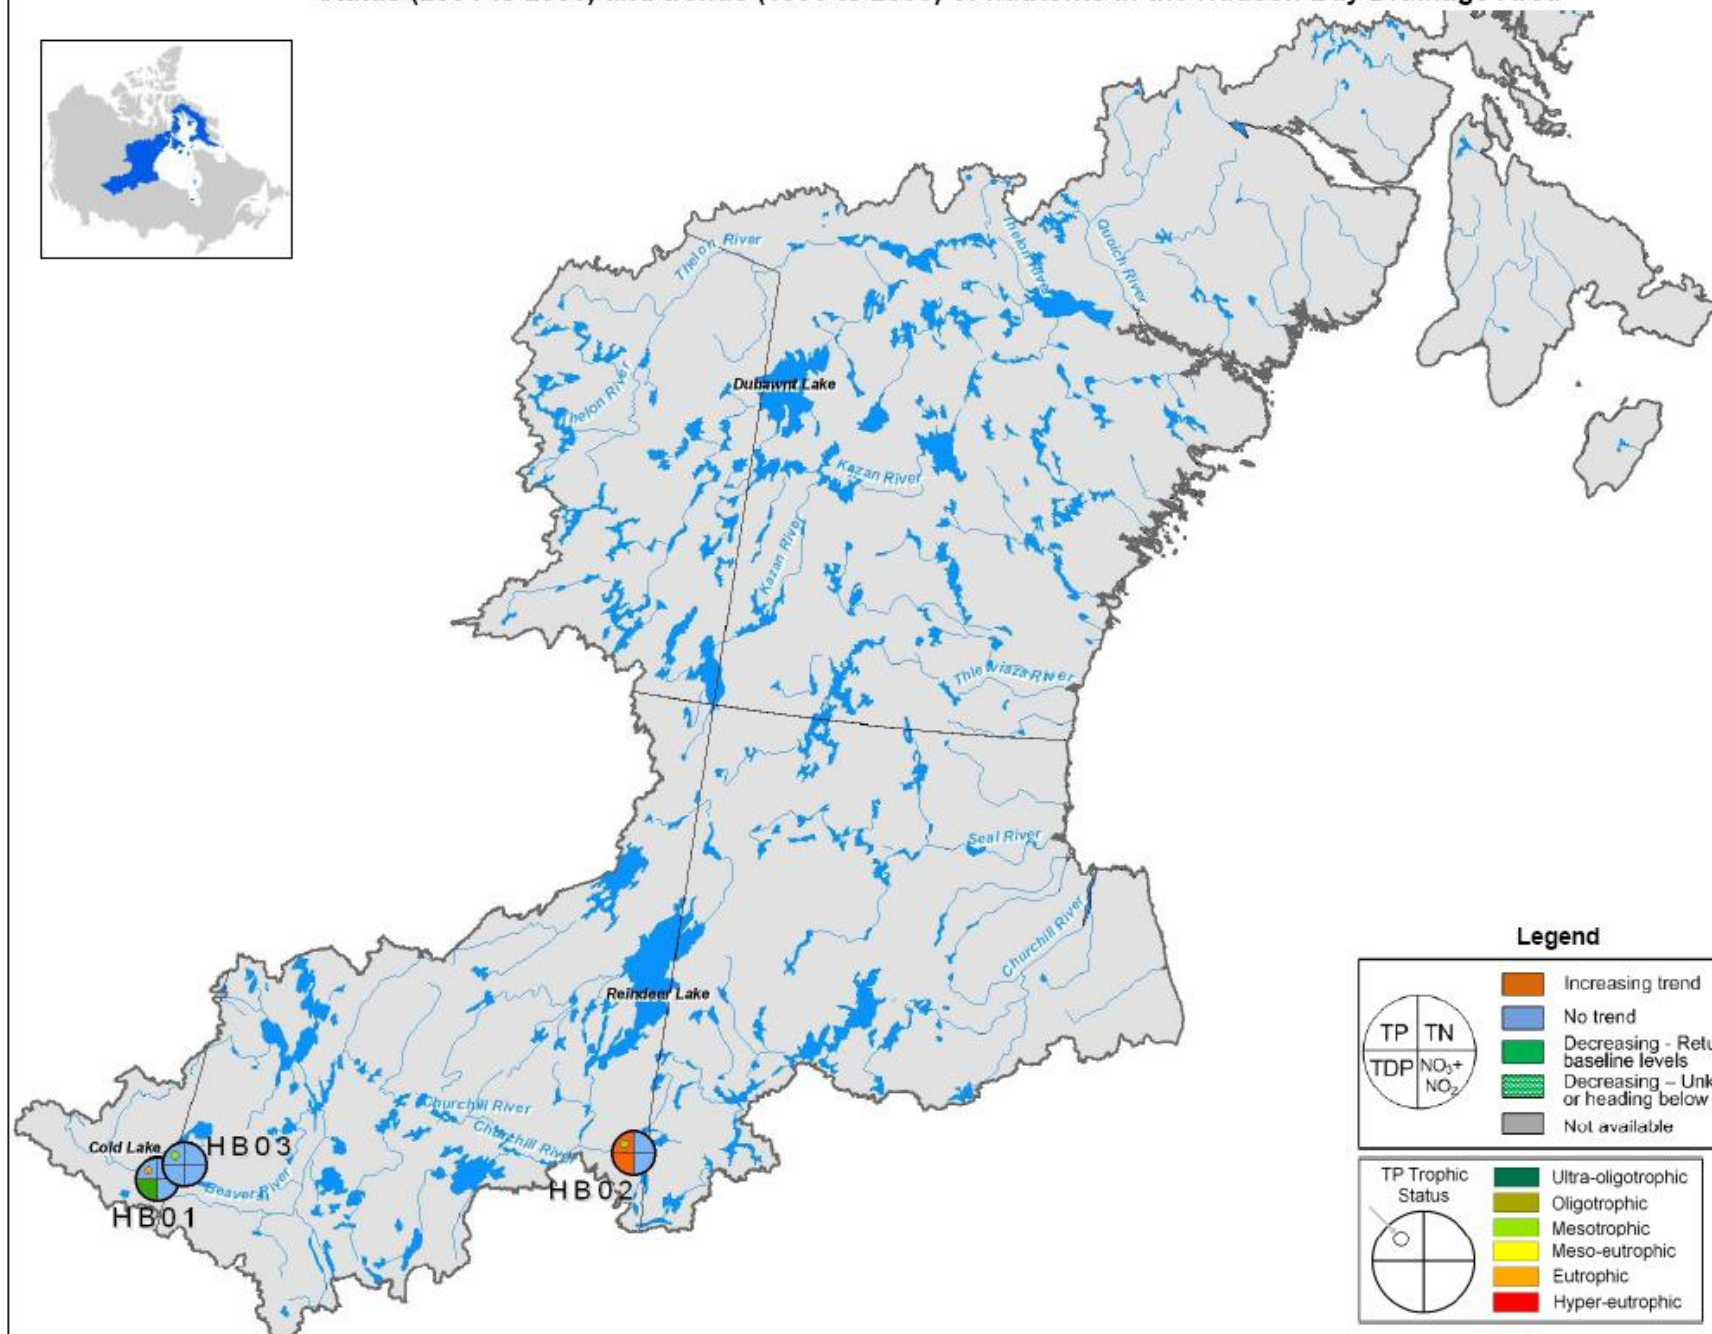 Thelon River
Thelon River
Quoich River
Dubawnt Lake
Thelon River
Kazan River
Kazan River
Thlewiaza River
Seal River
Churchill River
Reindeer Lake
Churchill River
Churchill River
Cold Lake
HB03
Beaver River
HB02
HB01
Legend
TP TN
TDP NO3+
NO2
Increasing trend
No trend
Decreasing - Retu
baseline levels
Decreasing – Unk
or heading below
Not available
TP Trophic
Status
Ultra-oligotrophic
Oligotrophic
Mesotrophic
Meso-eutrophic
Eutrophic
Hyper-eutrophic